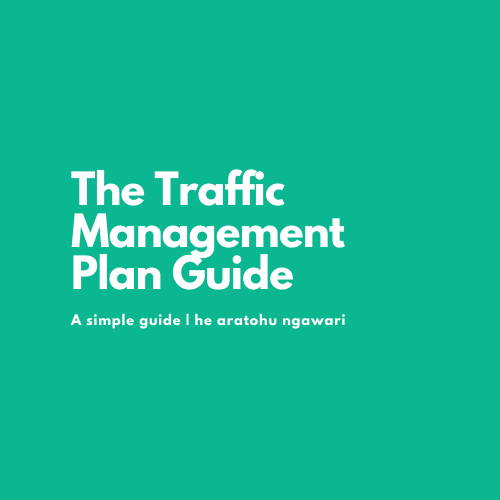 The Traffic
Management
Plan Guide
A simple guide | he aratohu ngawari